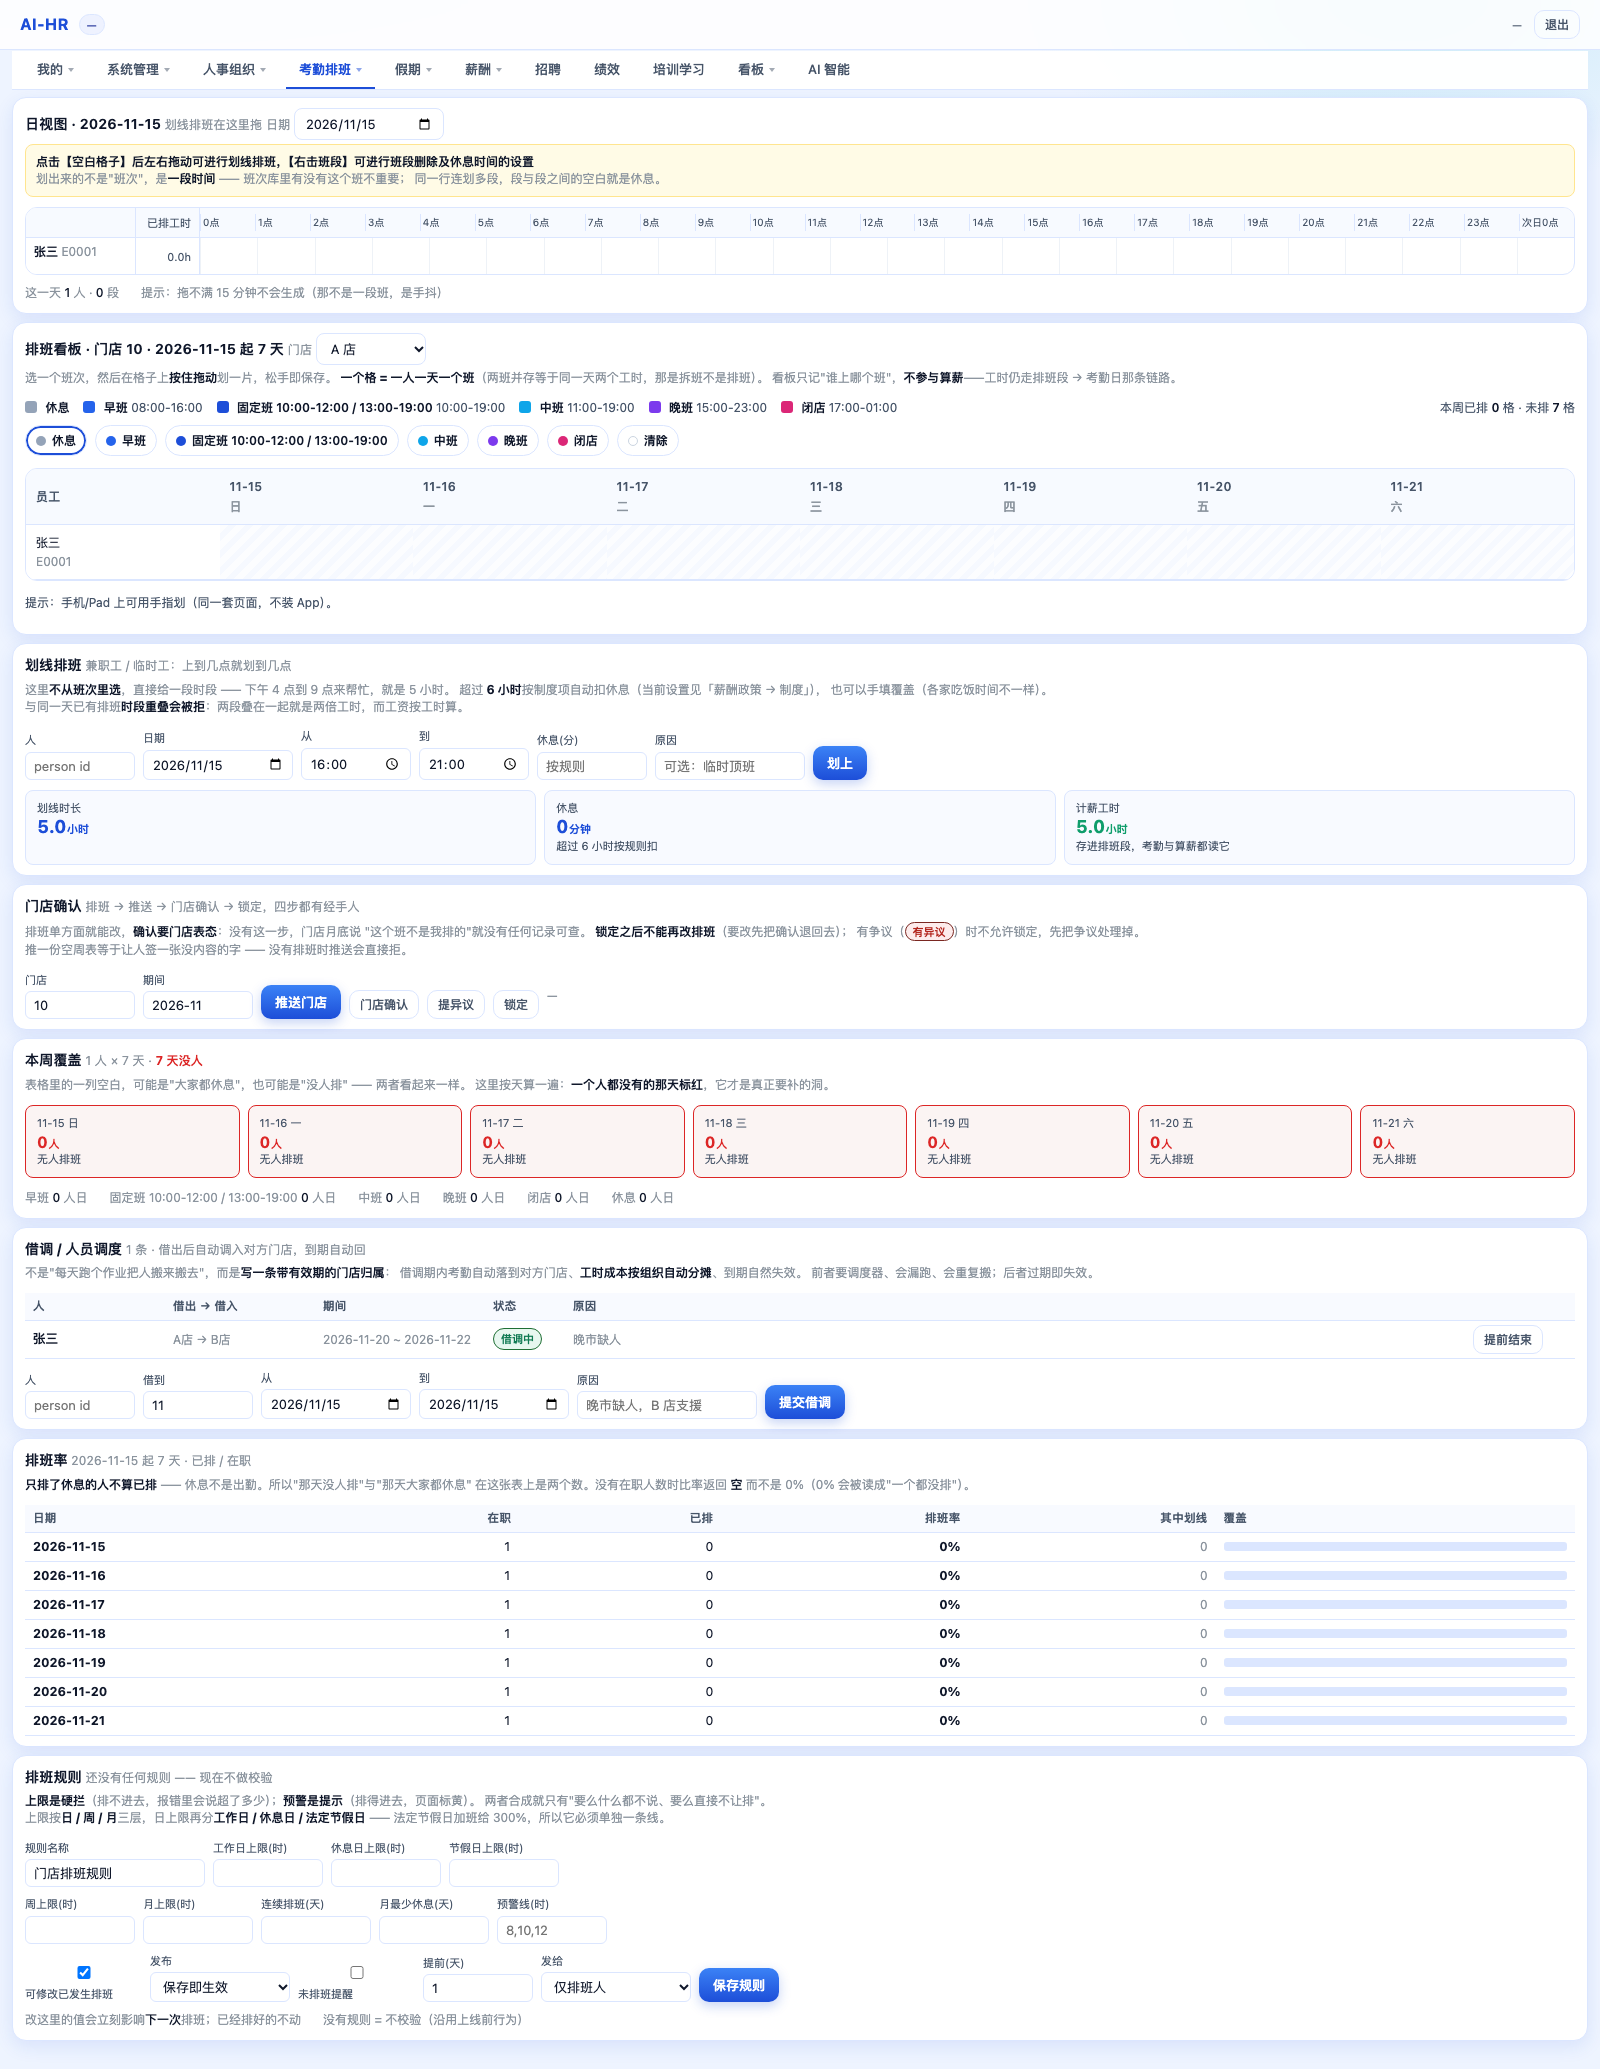 AI-HR —
— 退出
我的 系统管理 人事组织 考勤排班 假期 薪酬 招聘 绩效 培训学习 看板 AI 智能
日视图 · 2026-11-15 划线排班在这里拖 日期 2026/11/15
点击【空白格子】后左右拖动可进行划线排班，【右击班段】可进行班段删除及休息时间的设置
划出来的不是"班次"，是一段时间 —— 班次库里有没有这个班不重要； 同一行连划多段，段与段之间的空白就是休息。
已排工时 0点 1点 2点 3点 4点 5点 6点 7点 8点 9点 10点 11点 12点 13点 14点 15点 16点 17点 18点 19点 20点 21点 22点 23点 次日0点
张三 E0001 0.0h
这一天 1 人 · 0 段 提示：拖不满 15 分钟不会生成（那不是一段班，是手抖）
排班看板 · 门店 10 · 2026-11-15 起 7 天 门店 A 店
选一个班次，然后在格子上按住拖动划一片，松手即保存。 一个格 = 一人一天一个班（两班并存等于同一天两个工时，那是拆班不是排班）。 看板只记"谁上哪个班"，不参与算薪——工时仍走排班段 → 考勤日那条链路。
休息 早班 08:00-16:00 固定班 10:00-12:00 / 13:00-19:00 10:00-19:00 中班 11:00-19:00 晚班 15:00-23:00 闭店 17:00-01:00 本周已排 0 格 · 未排 7 格
休息 早班 固定班 10:00-12:00 / 13:00-19:00 中班 晚班 闭店 清除
员工 11-15 11-16 11-17 11-18 11-19 11-20 11-21
日 一 二 三 四 五 六
张三
E0001
提示：手机/Pad 上可用手指划（同一套页面，不装 App）。
划线排班 兼职工 / 临时工：上到几点就划到几点
这里不从班次里选，直接给一段时段 —— 下午 4 点到 9 点来帮忙，就是 5 小时。 超过 6 小时按制度项自动扣休息（当前设置见「薪酬政策 → 制度」）， 也可以手填覆盖（各家吃饭时间不一样）。
与同一天已有排班时段重叠会被拒：两段叠在一起就是两倍工时，而工资按工时算。
人 日期 从 到 休息(分) 原因
person id 2026/11/15 16:00 21:00 按规则 可选：临时顶班 划上
划线时长 休息 计薪工时
5.0小时 0分钟 5.0小时
超过 6 小时按规则扣 存进排班段，考勤与算薪都读它
门店确认 排班 → 推送 → 门店确认 → 锁定，四步都有经手人
排班单方面就能改，确认要门店表态：没有这一步，门店月底说 "这个班不是我排的"就没有任何记录可查。 锁定之后不能再改排班（要改先把确认退回去）； 有争议（有异议）时不允许锁定，先把争议处理掉。
推一份空周表等于让人签一张没内容的字 —— 没有排班时推送会直接拒。
门店 期间
10 2026-11 推送门店 门店确认 提异议 锁定 —
本周覆盖 1 人 × 7 天 · 7 天没人
表格里的一列空白，可能是"大家都休息"，也可能是"没人排" —— 两者看起来一样。 这里按天算一遍：一个人都没有的那天标红，它才是真正要补的洞。
11-15 日 11-16 一 11-17 二 11-18 三 11-19 四 11-20 五 11-21 六
0人 0人 0人 0人 0人 0人 0人
无人排班 无人排班 无人排班 无人排班 无人排班 无人排班 无人排班
早班 0 人日 固定班 10:00-12:00 / 13:00-19:00 0 人日 中班 0 人日 晚班 0 人日 闭店 0 人日 休息 0 人日
借调 / 人员调度 1 条 · 借出后自动调入对方门店，到期自动回
不是"每天跑个作业把人搬来搬去"，而是写一条带有效期的门店归属： 借调期内考勤自动落到对方门店、工时成本按组织自动分摊、到期自然失效。 前者要调度器、会漏跑、会重复搬；后者过期即失效。
人 借出 → 借入 期间 状态 原因
张三 A店 → B店 2026-11-20 ~ 2026-11-22 借调中 晚市缺人 提前结束
人 借到 从 到 原因
person id 11 2026/11/15 2026/11/15 晚市缺人，B 店支援 提交借调
排班率 2026-11-15 起 7 天 · 已排 / 在职
只排了休息的人不算已排 —— 休息不是出勤。所以"那天没人排"与"那天大家都休息" 在这张表上是两个数。没有在职人数时比率返回 空 而不是 0%（0% 会被读成"一个都没排"）。
日期 在职 已排 排班率 其中划线 覆盖
2026-11-15 1 0 0% 0
2026-11-16 1 0 0% 0
2026-11-17 1 0 0% 0
2026-11-18 1 0 0% 0
2026-11-19 1 0 0% 0
2026-11-20 1 0 0% 0
2026-11-21 1 0 0% 0
排班规则 还没有任何规则 —— 现在不做校验
上限是硬拦（排不进去，报错里会说超了多少）；预警是提示（排得进去，页面标黄）。 两者合成就只有"要么什么都不说、要么直接不让排"。
上限按日 / 周 / 月三层，日上限再分工作日 / 休息日 / 法定节假日 —— 法定节假日加班给 300%，所以它必须单独一条线。
规则名称 工作日上限(时) 休息日上限(时) 节假日上限(时)
门店排班规则
周上限(时) 月上限(时) 连续排班(天) 月最少休息(天) 预警线(时)
8,10,12
发布 提前(天) 发给
可修改已发生排班 保存即生效 未排班提醒 1 仅排班人 保存规则
改这里的值会立刻影响下一次排班；已经排好的不动 没有规则 = 不校验（沿用上线前行为）